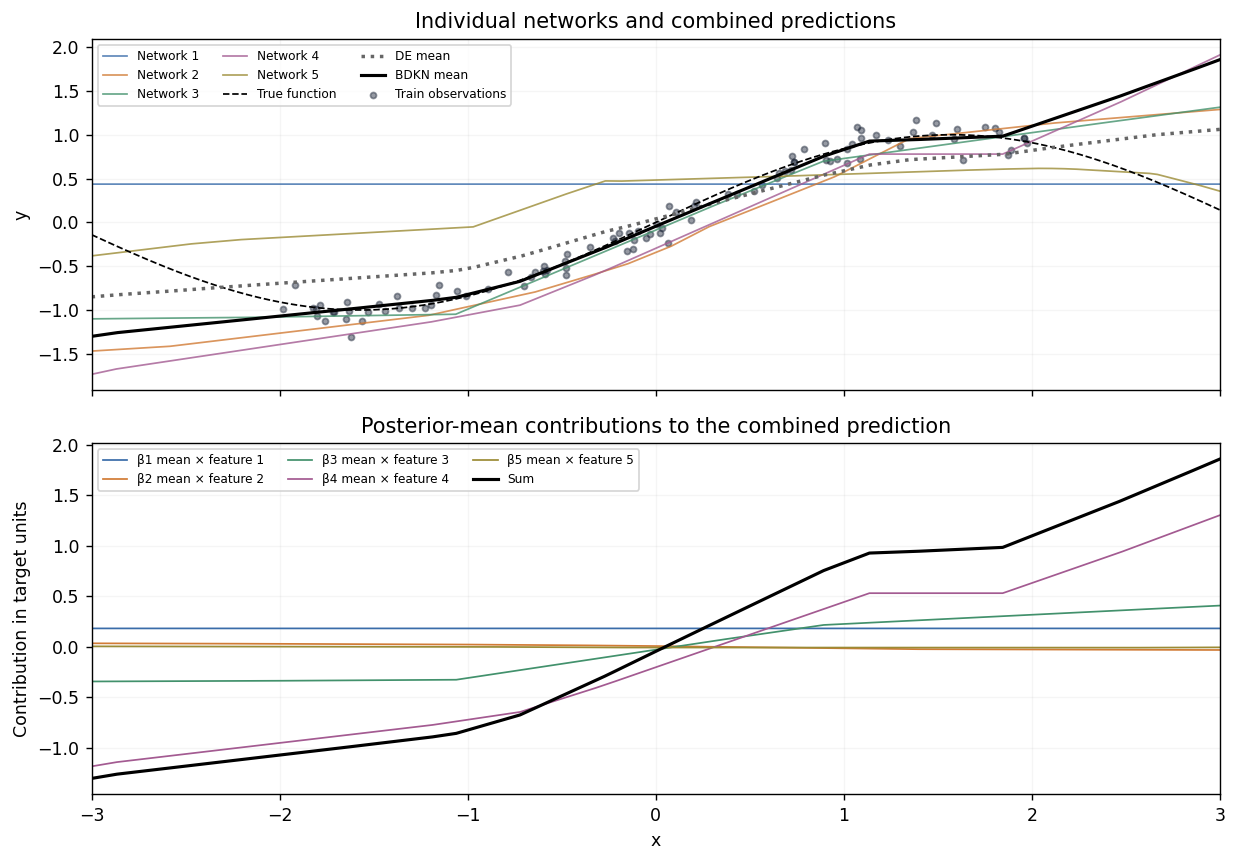 Individual networks and combined predictions
Network 1
Network 2
Network 3
Network 4
Network 5
True function
DE mean
BDKN mean
Train observations
2.0
1.5
1.0
0.5
0.0
−0.5
−1.0
−1.5
y
Posterior-mean contributions to the combined prediction
β1 mean × feature 1
β2 mean × feature 2
β3 mean × feature 3
β4 mean × feature 4
β5 mean × feature 5
Sum
2.0
1.5
1.0
0.5
0.0
−0.5
−1.0
Contribution in target units
−3
−2
−1
0
1
2
3
x